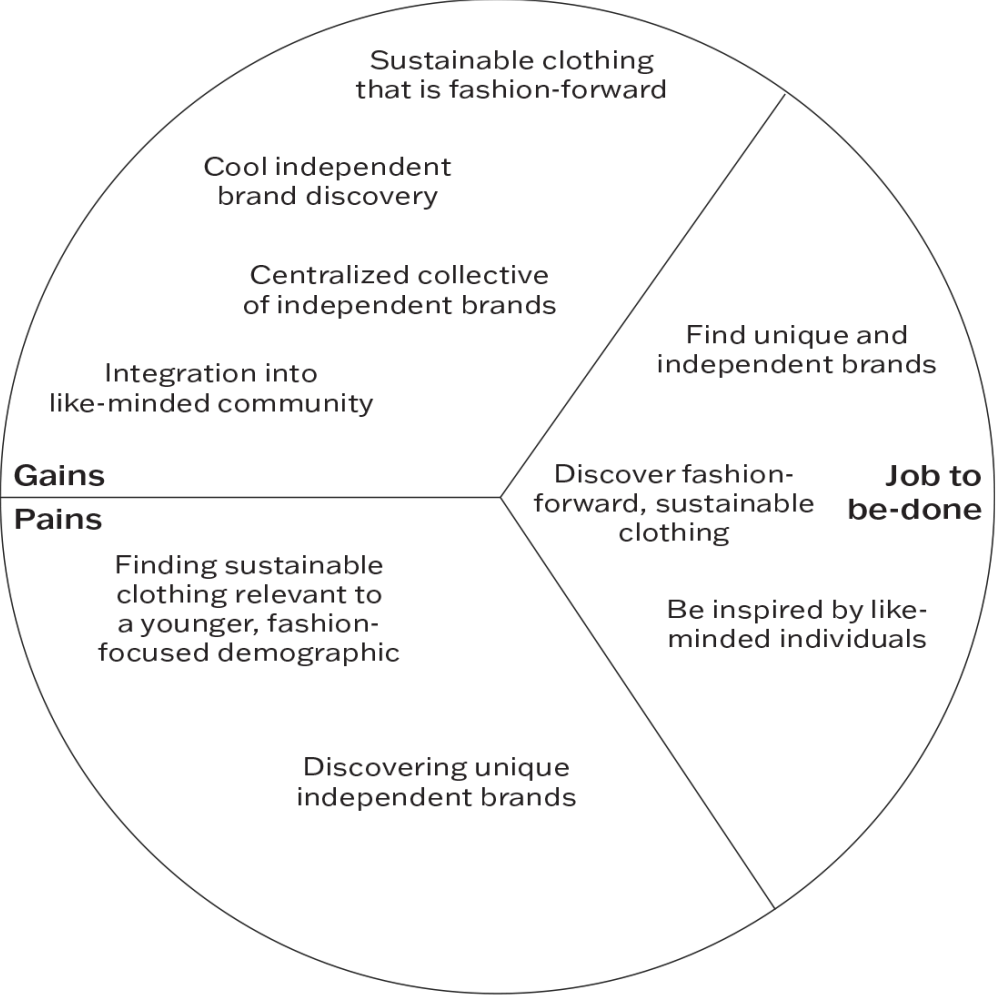 Sustainable clothing
that is fashion-forward
Cool independent
brand discovery
Centralized collective
of independent brands
Integration into
like-minded community
Gains
Pains
Finding sustainable
clothing relevant to
a younger, fashion-
focused demographic
Discovering unique
independent brands
Find unique and
independent brands
Discover fashion-
forward, sustainable
clothing
Job to
be-done
Be inspired by like-
minded individuals